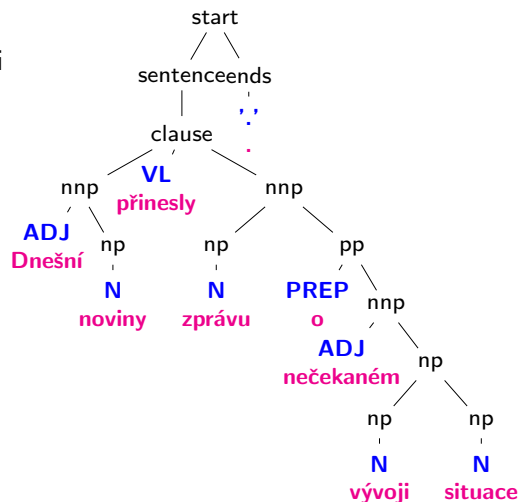 start
i
sentence ends
'.'
clause .
nnp VL nnp
přinesly
ADJ np np pp
Dnešní
N N PREP nnp
noviny zprávu o
ADJ np
nečekaném
np np
N N
vývoji situace